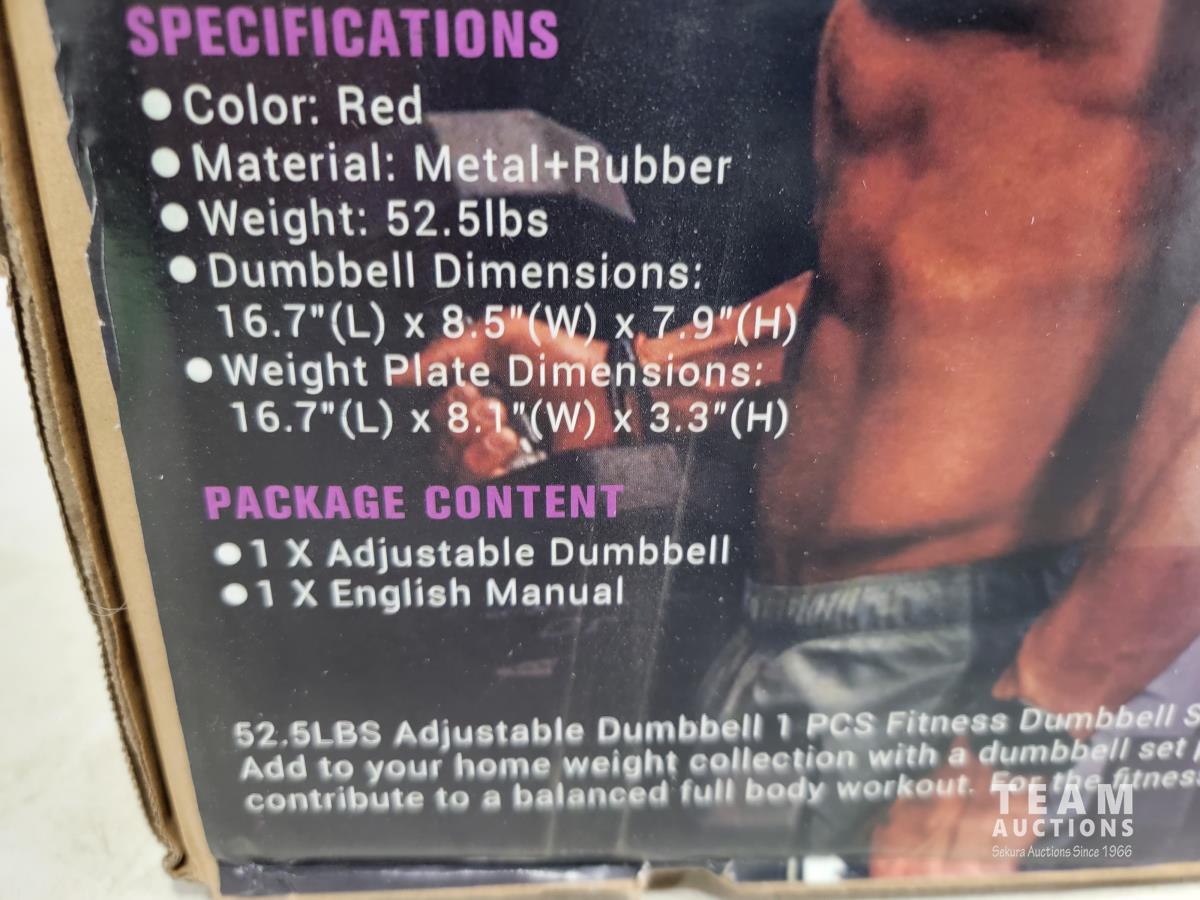 SPECIFICATIONS
● Color: Red
● Material: Metal+Rubber
● Weight: 52.5lbs
● Dumbbell Dimensions:
16.7"(L) x 8.5"(W) x 7.9"(H)
● Weight Plate Dimensions:
16.7"(L) x 8.1"(W) x 3.3"(H)
PACKAGE CONTENT
● 1 X Adjustable Dumbbell
● 1 X English Manual
52.5LBS Adjustable Dumbbell 1 PCS Fitness Dumbbell
Add to your home weight collection with a dumbbell set
contribute to a balanced full body workout. For the fitness
TEAM
AUCTIONS
Sekura Auctions Since 1966